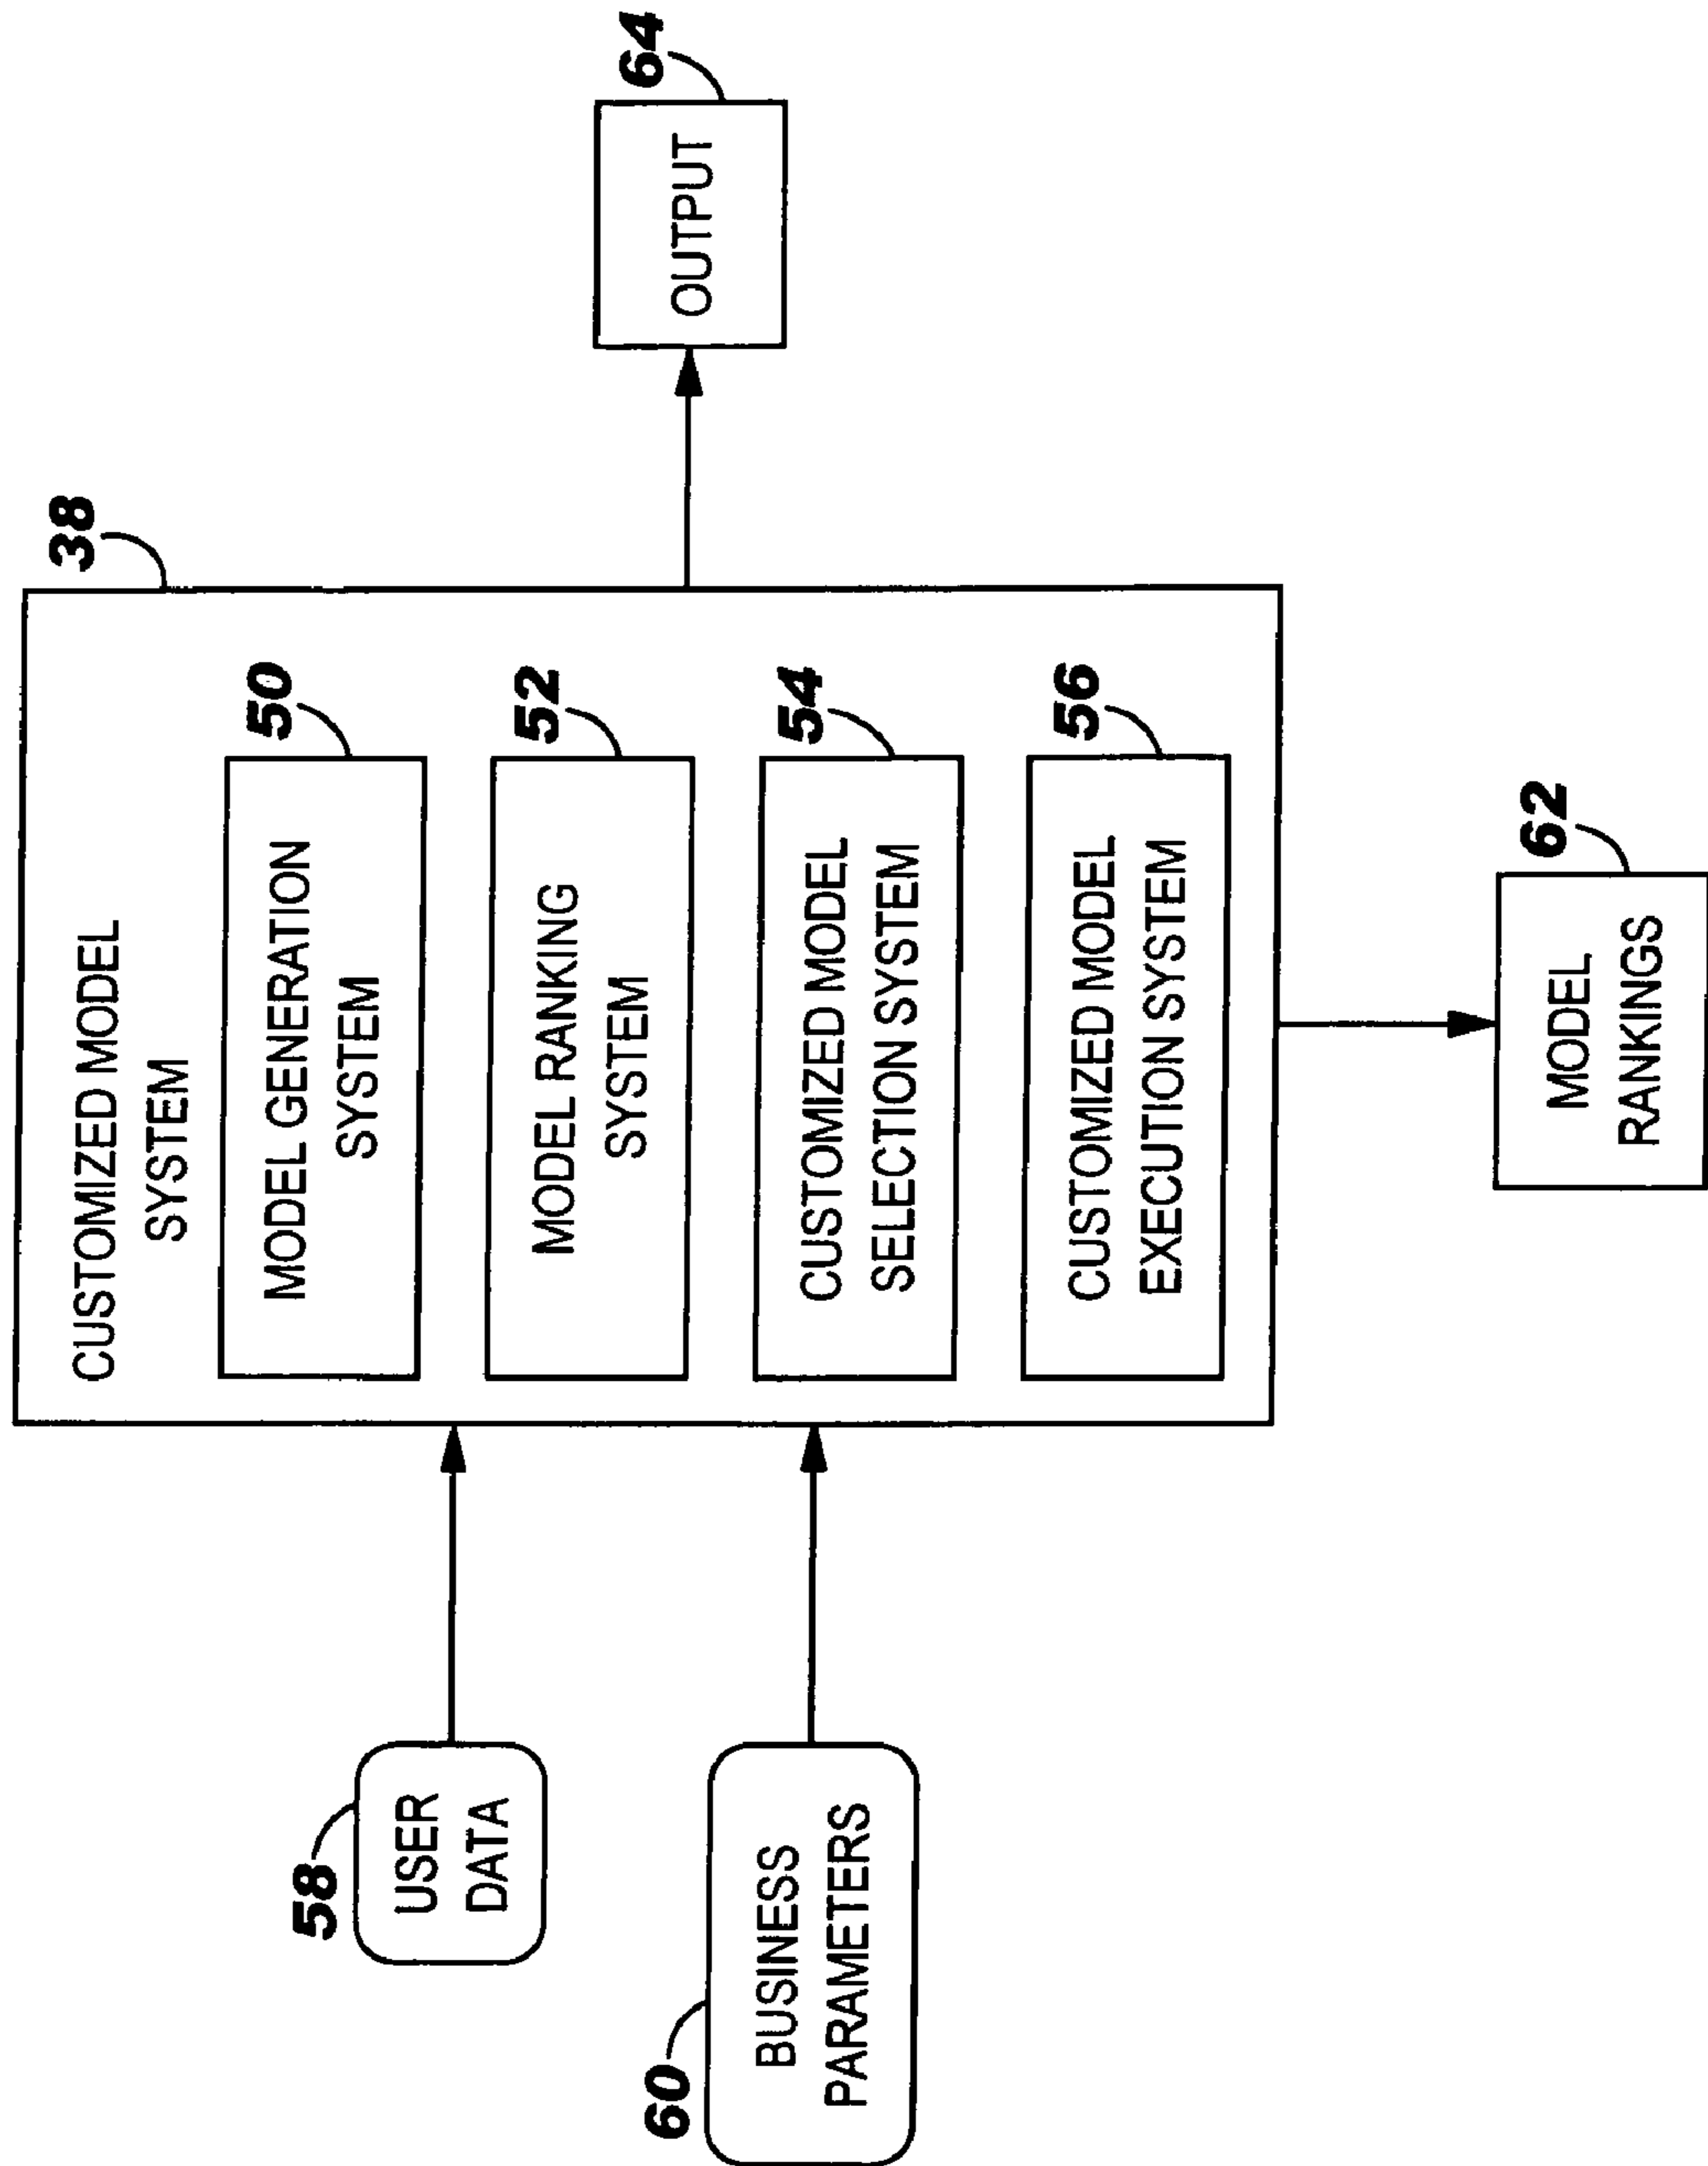 38
CUSTOMIZED MODEL
SYSTEM
50
MODEL GENERATION
SYSTEM
52
MODEL RANKING
SYSTEM
54
CUSTOMIZED MODEL
SELECTION SYSTEM
56
CUSTOMIZED MODEL
EXECUTION SYSTEM
58
USER
DATA
60
BUSINESS
PARAMETERS
64
OUTPUT
62
MODEL
RANKINGS